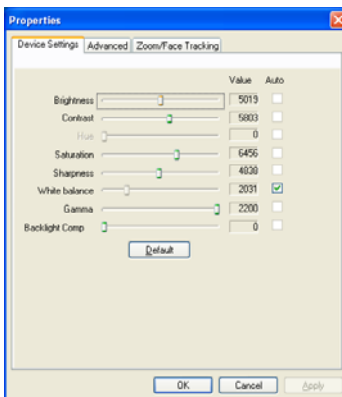 Properties
Device Settings Advanced Zoom/Face Tracking
Value Auto
Brightness 5019
Contrast 5803
Hue 0
Saturation 6456
Sharpness 4838
White balance 2031
Gamma 2200
Backlight Comp 0
Default
OK Cancel Apply